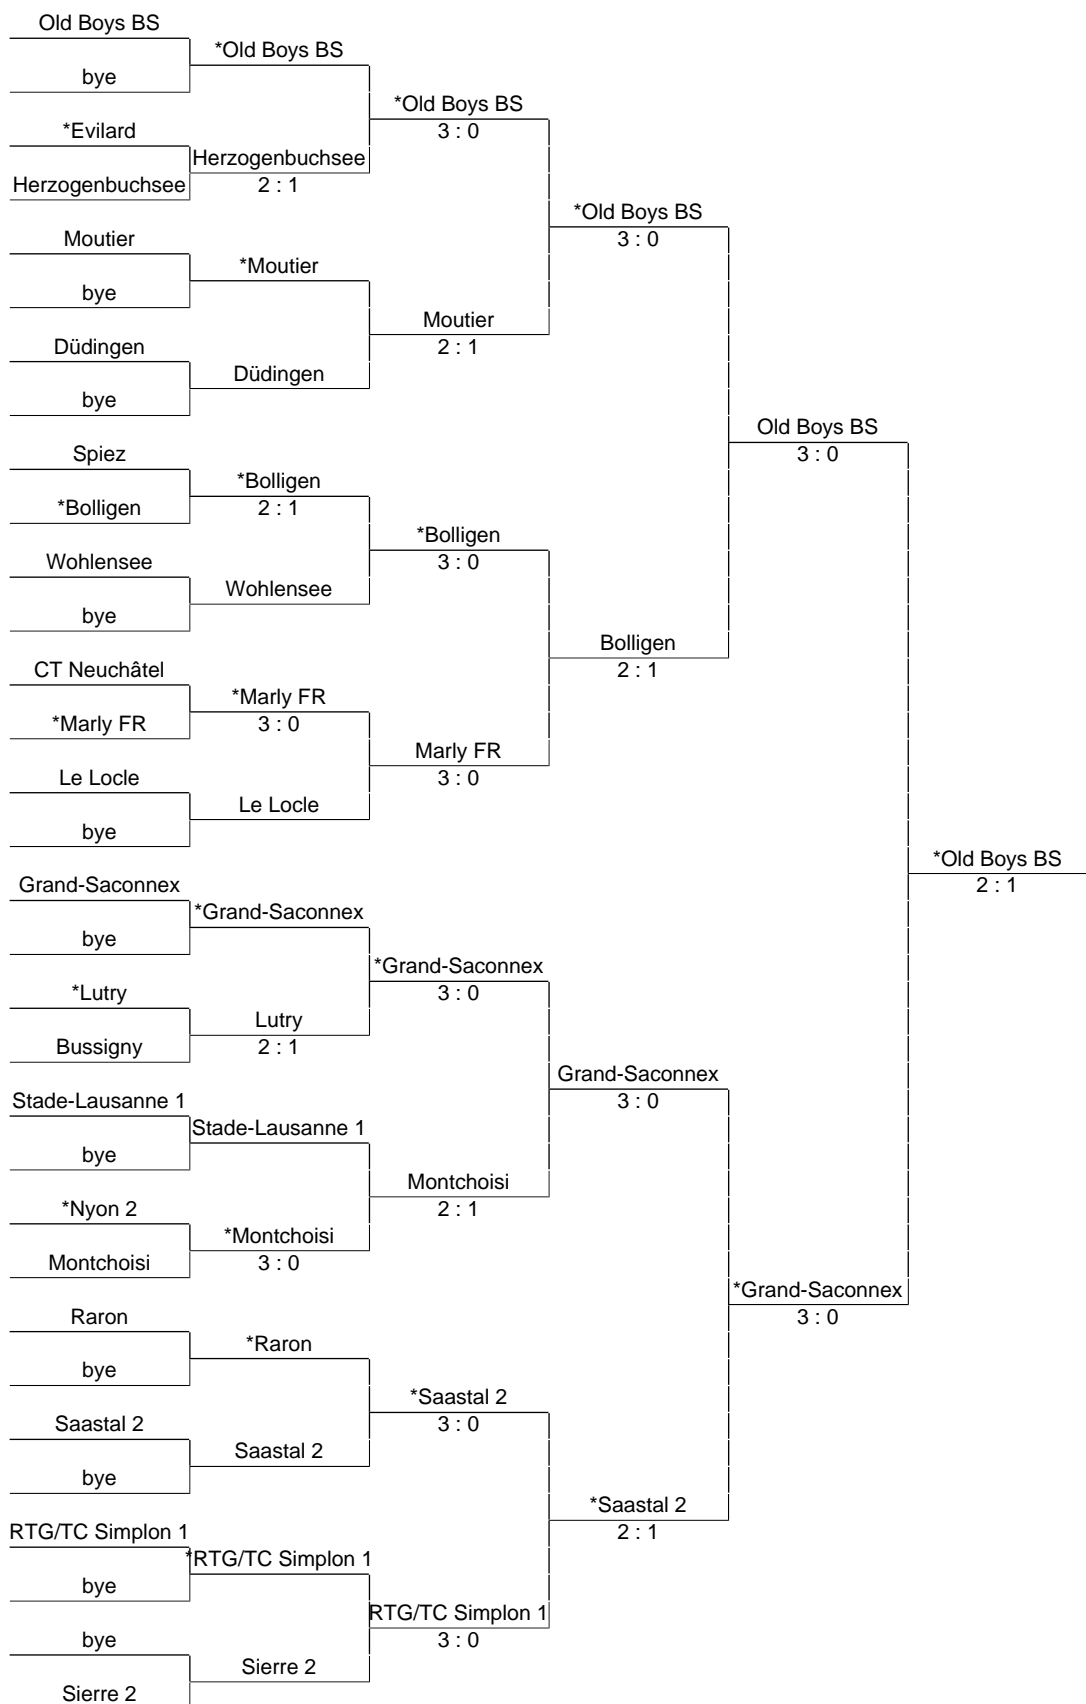 Old Boys BS
*Old Boys BS
bye
*Old Boys BS
3 : 0
*Evilard
Herzogenbuchsee
2 : 1
Herzogenbuchsee
*Old Boys BS
3 : 0
Moutier
*Moutier
bye
Moutier
2 : 1
Düdingen
Düdingen
bye
Old Boys BS
3 : 0
Spiez
*Bolligen
2 : 1
*Bolligen
*Bolligen
3 : 0
Wohlensee
Wohlensee
bye
Bolligen
2 : 1
CT Neuchâtel
*Marly FR
3 : 0
*Marly FR
Marly FR
3 : 0
Le Locle
Le Locle
bye
*Old Boys BS
2 : 1
Grand-Saconnex
*Grand-Saconnex
bye
*Grand-Saconnex
3 : 0
*Lutry
Lutry
2 : 1
Bussigny
Grand-Saconnex
3 : 0
Stade-Lausanne 1
Stade-Lausanne 1
bye
Montchoisi
2 : 1
*Nyon 2
*Montchoisi
3 : 0
Montchoisi
*Grand-Saconnex
3 : 0
Raron
*Raron
bye
*Saastal 2
3 : 0
Saastal 2
Saastal 2
bye
*Saastal 2
2 : 1
RTG/TC Simplon 1
*RTG/TC Simplon 1
bye
RTG/TC Simplon 1
3 : 0
bye
Sierre 2
Sierre 2